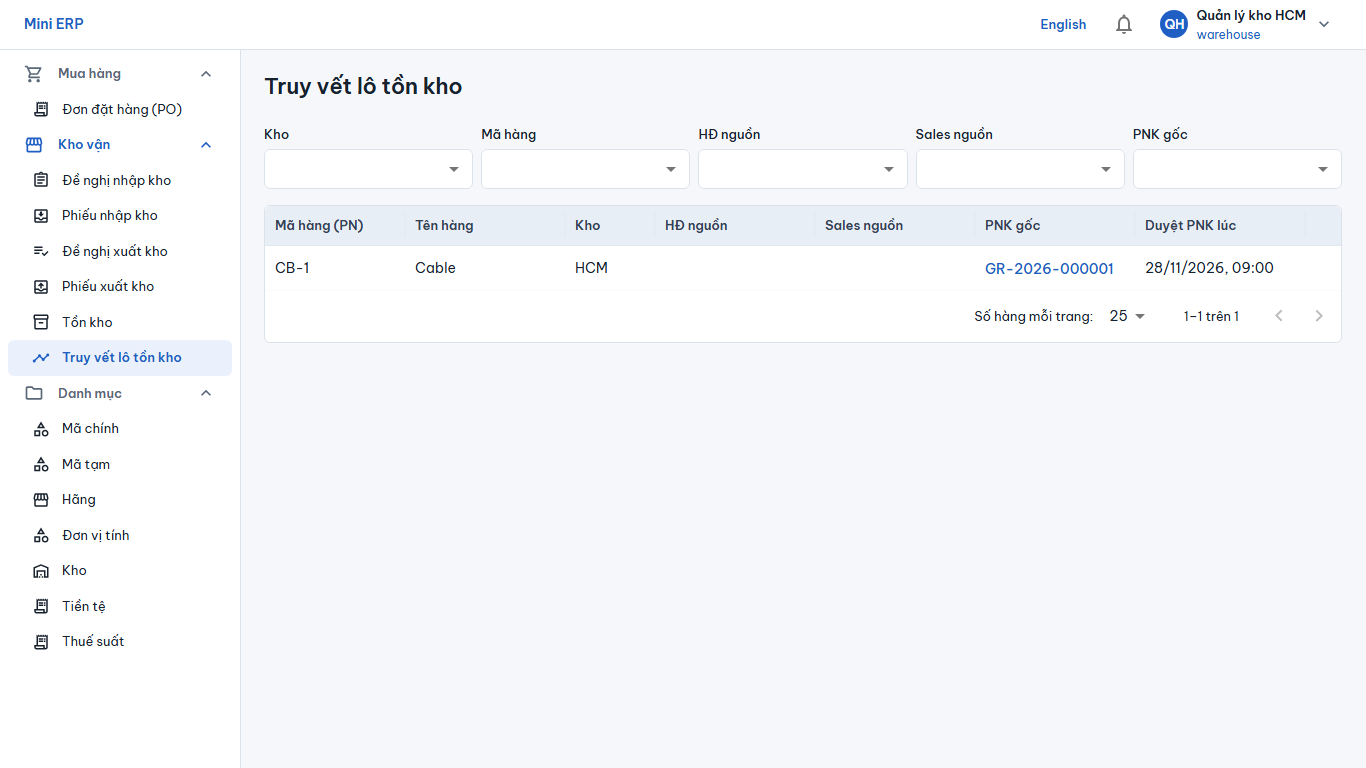 Mini ERP
English
QH
Quản lý kho HCM
warehouse
Mua hàng
Đơn đặt hàng (PO)
Kho vận
Đề nghị nhập kho
Phiếu nhập kho
Đề nghị xuất kho
Phiếu xuất kho
Tồn kho
Truy vết lô tồn kho
Danh mục
Mã chính
Mã tạm
Hãng
Đơn vị tính
Kho
Tiền tệ
Thuế suất
Truy vết lô tồn kho
Kho Mã hàng HĐ nguồn Sales nguồn PNK gốc
Mã hàng (PN) Tên hàng Kho HĐ nguồn Sales nguồn PNK gốc Duyệt PNK lúc
CB-1 Cable HCM GR-2026-000001 28/11/2026, 09:00
Số hàng mỗi trang: 25 1–1 trên 1